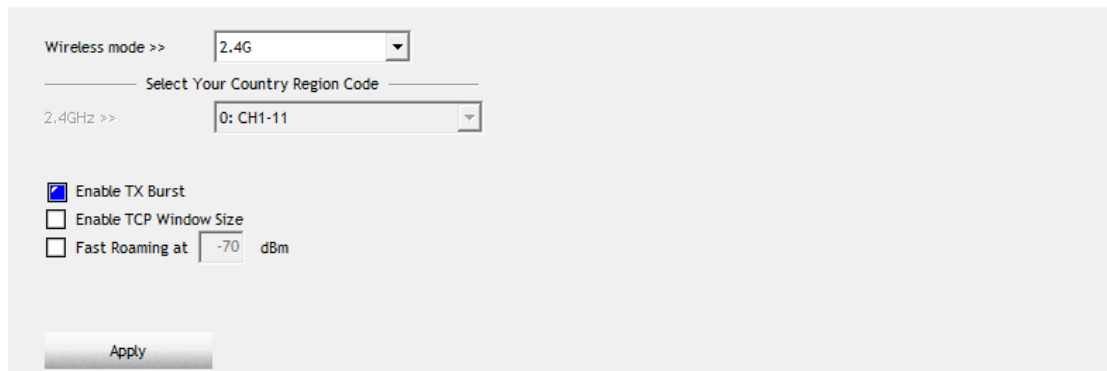 Wireless mode >> 2.4G
Select Your Country Region Code
2.4GHz >> 0: CH1-11
Enable TX Burst
Enable TCP Window Size
Fast Roaming at -70 dBm
Apply